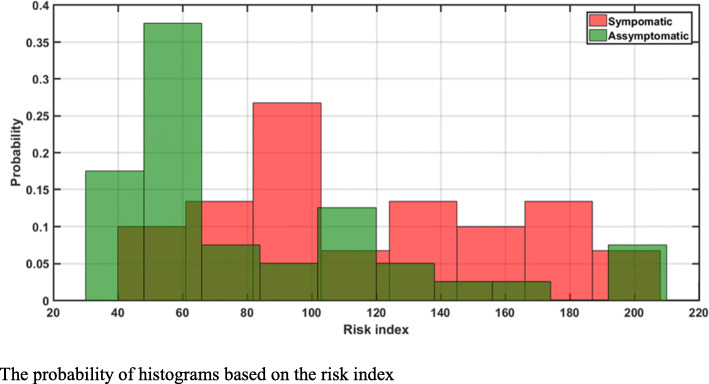 0.4
0.35
0.3
0.25
0.2
0.15
0.1
0.05
0
Probability
Sympomatic
Assymptomatic
20 40 60 80 100 120 140 160 180 200 220
Risk index
The probability of histograms based on the risk index